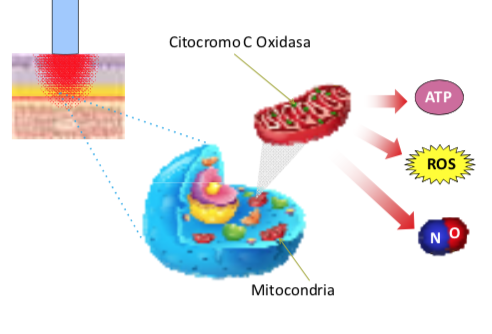 Citocromo C Oxidasa
ATP
ROS
N O
Mitocondria